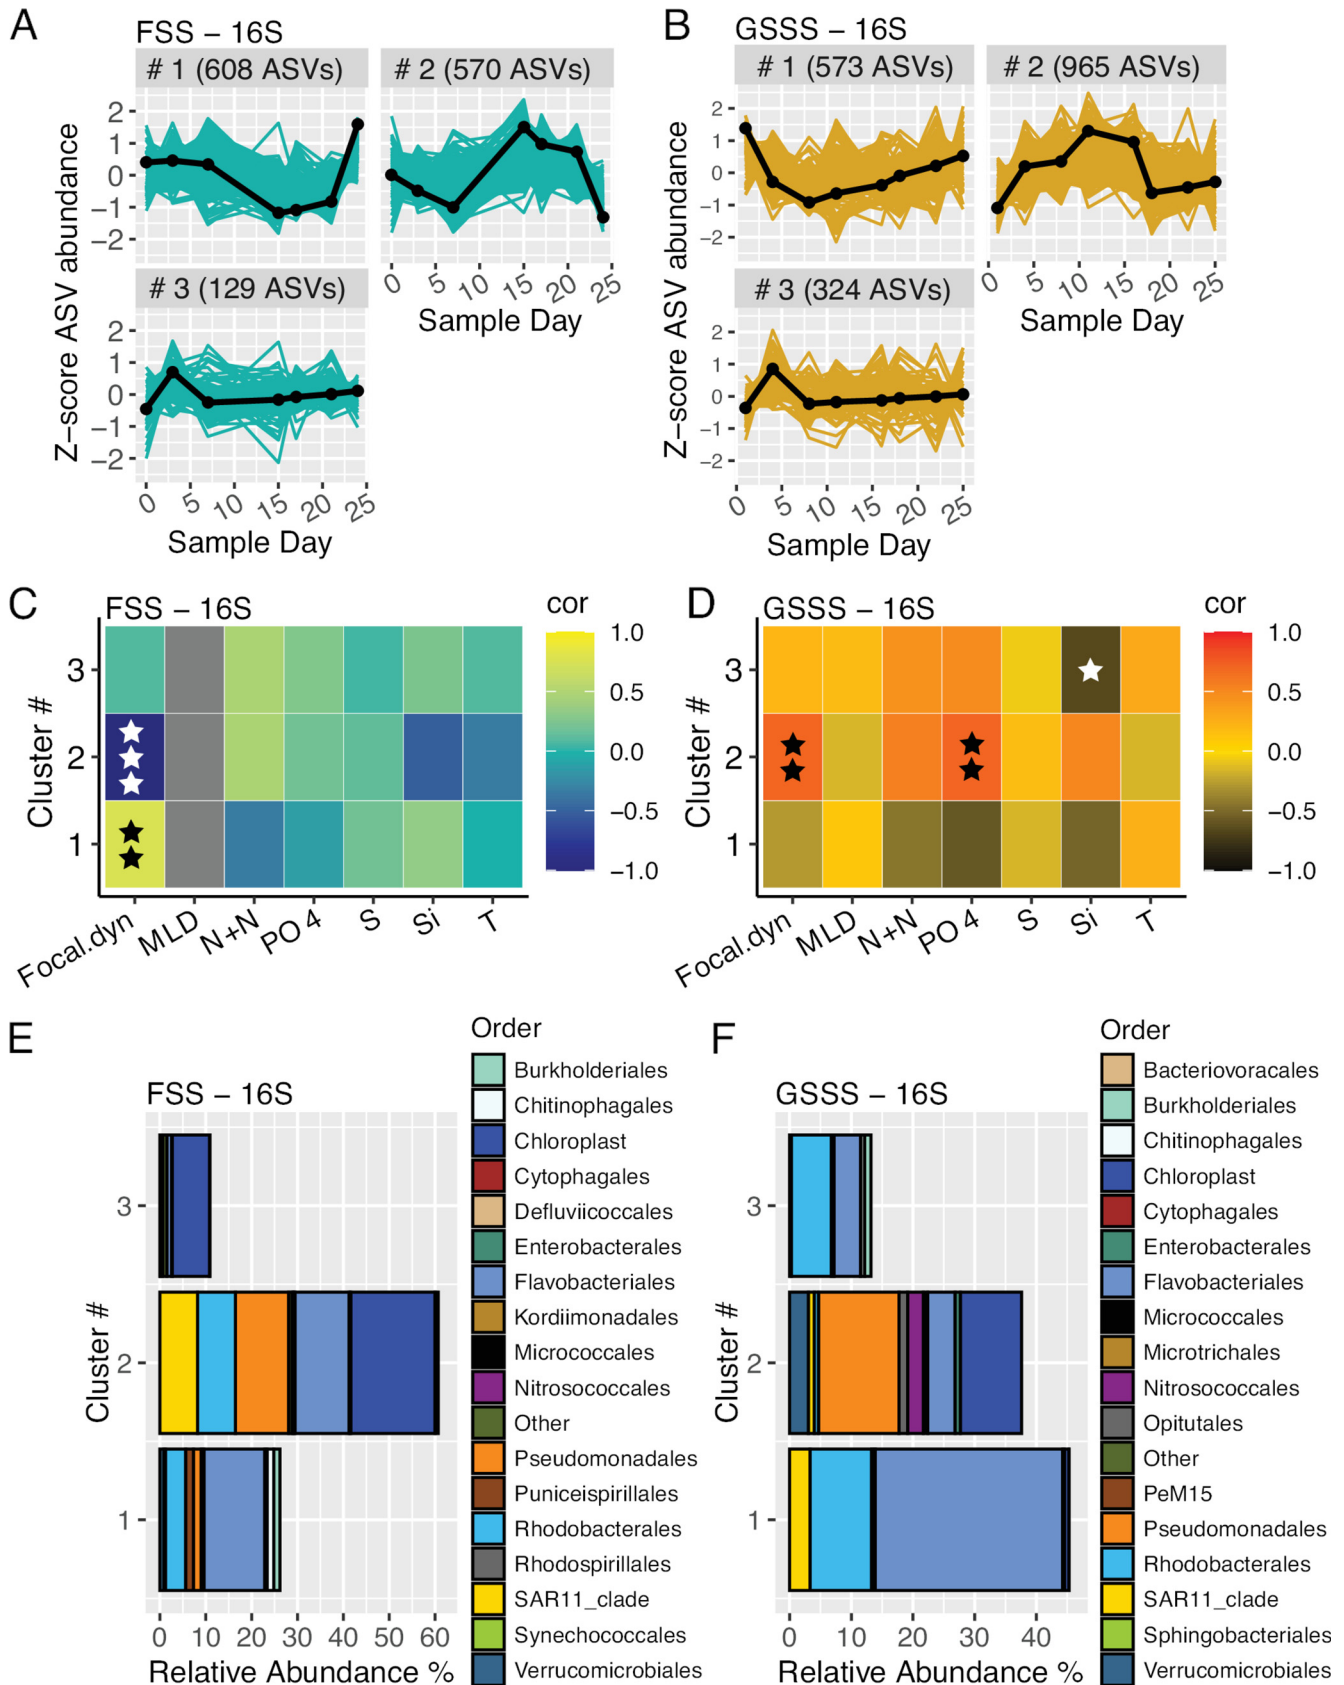 A
FSS – 16S
# 1 (608 ASVs)
# 2 (570 ASVs)
# 3 (129 ASVs)
Z–score ASV abundance
2
1
0
−1
−2
2
1
0
−1
−2
0 5 10 15 20 25
Sample Day
0 5 10 15 20 25
Sample Day
B
GSSS – 16S
# 1 (573 ASVs)
# 2 (965 ASVs)
# 3 (324 ASVs)
Z–score ASV abundance
2
1
0
−1
−2
2
1
0
−1
−2
0 5 10 15 20 25
Sample Day
0 5 10 15 20 25
Sample Day
C
FSS – 16S
Cluster #
3
2
1
Focal.dyn MLD N+N PO4 S Si T
cor
1.0
0.5
0.0
−0.5
−1.0
D
GSSS – 16S
Cluster #
3
2
1
Focal.dyn MLD N+N PO4 S Si T
cor
1.0
0.5
0.0
−0.5
−1.0
E
FSS – 16S
Cluster #
3
2
1
0 10 20 30 40 50 60
Relative Abundance %
Order
Burkholderiales
Chitinophagales
Chloroplast
Cytophagales
Defluviicoccales
Enterobacterales
Flavobacteriales
Kordiimonadales
Micrococcales
Nitrosococcales
Other
Pseudomonadales
Puniceispirillales
Rhodobacterales
Rhodospirillales
SAR11_clade
Synechococcales
Verrucomicrobiales
F
GSSS – 16S
Cluster #
3
2
1
0 10 20 30 40
Relative Abundance %
Order
Bacteriovoracales
Burkholderiales
Chitinophagales
Chloroplast
Cytophagales
Enterobacterales
Flavobacteriales
Micrococcales
Microtrichales
Nitrosococcales
Opitutales
Other
PeM15
Pseudomonadales
Rhodobacterales
SAR11_clade
Sphingobacteriales
Verrucomicrobiales